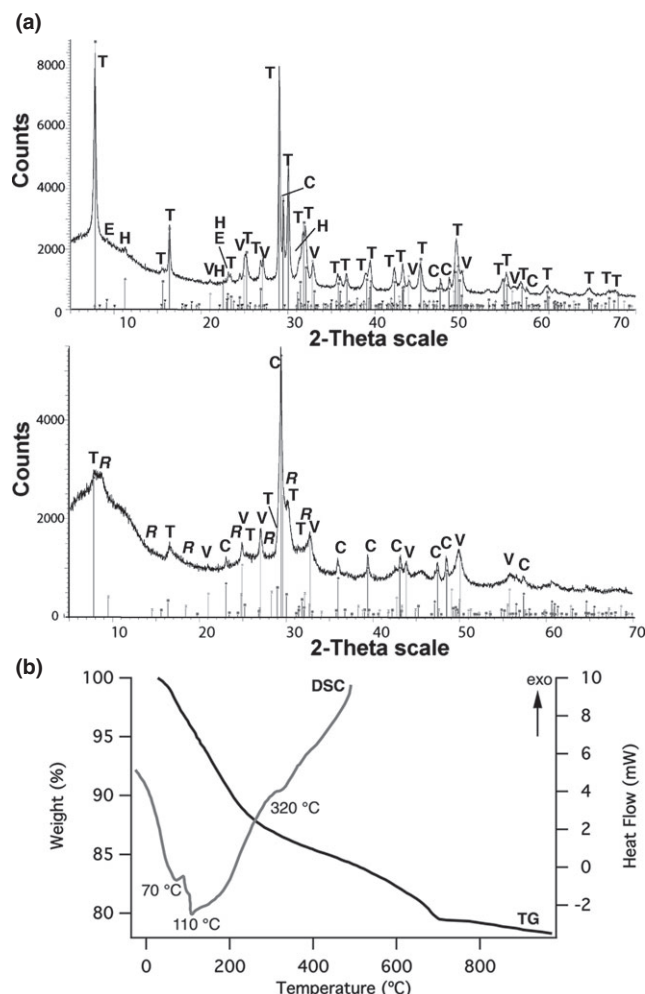 (a)
8000
6000
4000
2000
0
Counts
T
E
H
T
T
V
H
H
E
T
V
T
T
V
T
C
T
T
T
H
V
T
T
T
T
T
V
T
C
C
T
V
T
T
V
T
C
T
T
T
T
10 20 30 40 50 60 70
2-Theta scale
4000
2000
0
Counts
T
R
R
T
R
V
C
R
V
T
V
R
T
C
R
T
T
R
V
C
C
C
V
C
C
V
V
C
10 20 30 40 50 60 70
2-Theta scale
(b)
100
95
90
85
80
Weight (%)
DSC
exo
10
8
6
4
2
0
-2
Heat Flow (mW)
320 °C
70 °C
110 °C
TG
0 200 400 600 800
Temperature (ºC)